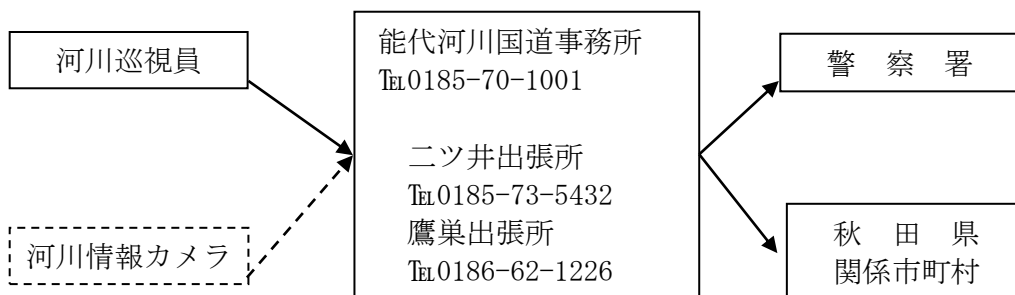 河川巡視員
河川情報カメラ
能代河川国道事務所
℡0185-70-1001
二ツ井出張所
℡0185-73-5432
鷹巣出張所
℡0186-62-1226
警　察　署
秋　田　県
関係市町村